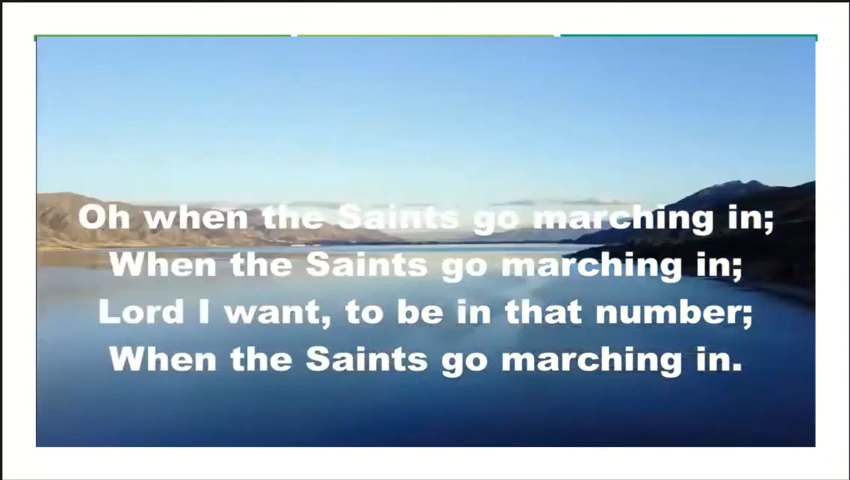 Oh when the Saints go marching in;
When the Saints go marching in;
Lord I want, to be in that number;
When the Saints go marching in.